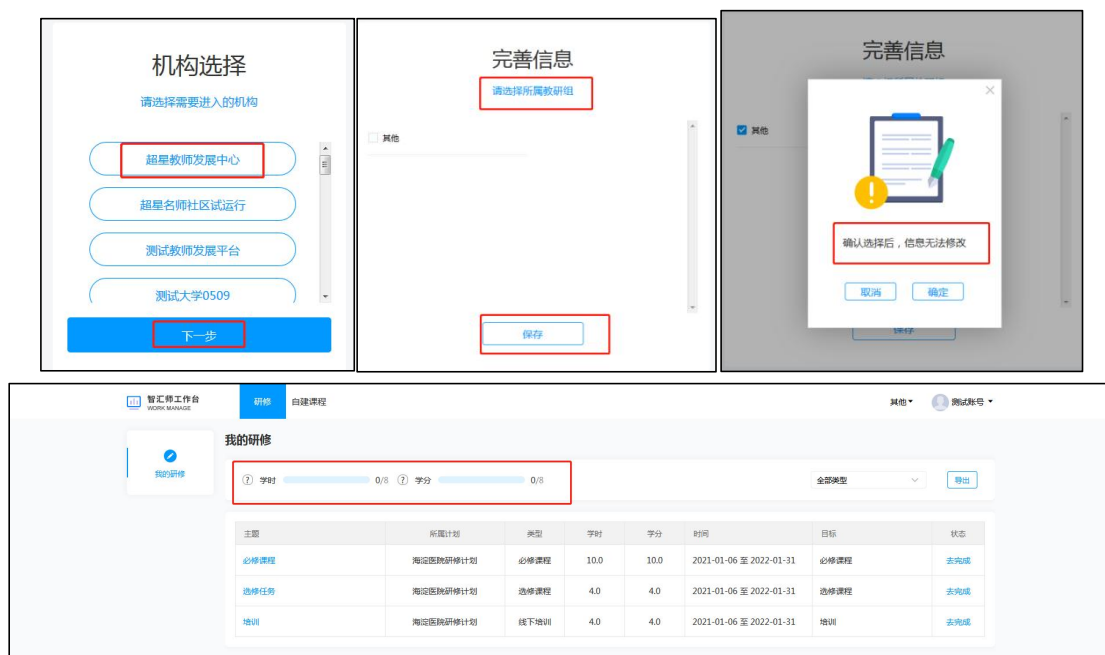 机构选择
请选择需要进入的机构
超星教师发展中心
超星名师社区试运行
测试教师发展平台
测试大学0509
下一步
完善信息
请选择所属教研组
其他
保存
完善信息
其他
确认选择后，信息无法修改
取消 确定
保存
智汇师工作台 研修 自建课程 其他 测试账号
WORK MANAGE
我的研修
我的研修
? 学时 0/8 ? 学分 0/8 全部类型 导出
主题 所属计划 类型 学时 学分 时间 目标 状态
必修课程 海淀医院研修计划 必修课程 10.0 10.0 2021-01-06 至 2022-01-31 必修课程 去完成
选修任务 海淀医院研修计划 选修课程 4.0 4.0 2021-01-06 至 2022-01-31 选修课程 去完成
培训 海淀医院研修计划 线下培训 4.0 4.0 2021-01-06 至 2022-01-31 培训 去完成